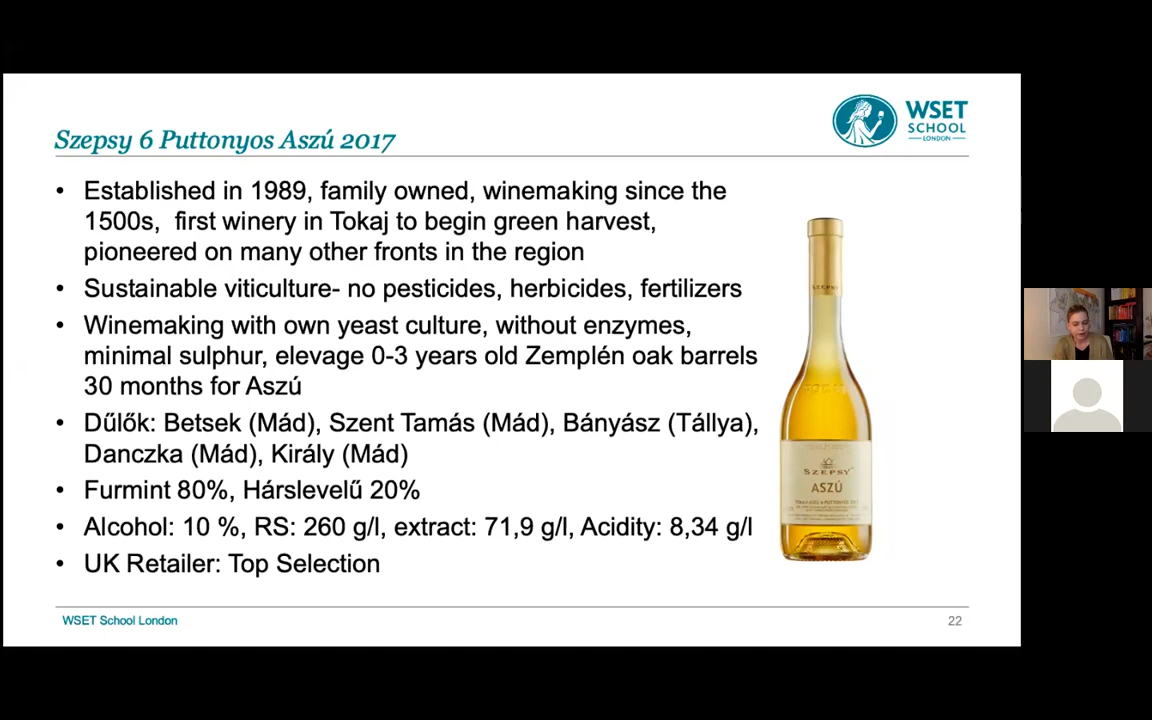 WSET
SCHOOL
LONDON
Szepsy 6 Puttonyos Aszú 2017
• Established in 1989, family owned, winemaking since the
1500s, first winery in Tokaj to begin green harvest,
pioneered on many other fronts in the region
• Sustainable viticulture- no pesticides, herbicides, fertilizers
• Winemaking with own yeast culture, without enzymes,
minimal sulphur, elevage 0-3 years old Zemplén oak barrels
30 months for Aszú
• Dűlők: Betsek (Mád), Szent Tamás (Mád), Bányász (Tállya),
Danczka (Mád), Király (Mád)
• Furmint 80%, Hárslevelű 20%
• Alcohol: 10 %, RS: 260 g/l, extract: 71,9 g/l, Acidity: 8,34 g/l
• UK Retailer: Top Selection
SZEPSY
SZEPSY
ASZÚ
WSET School London
22